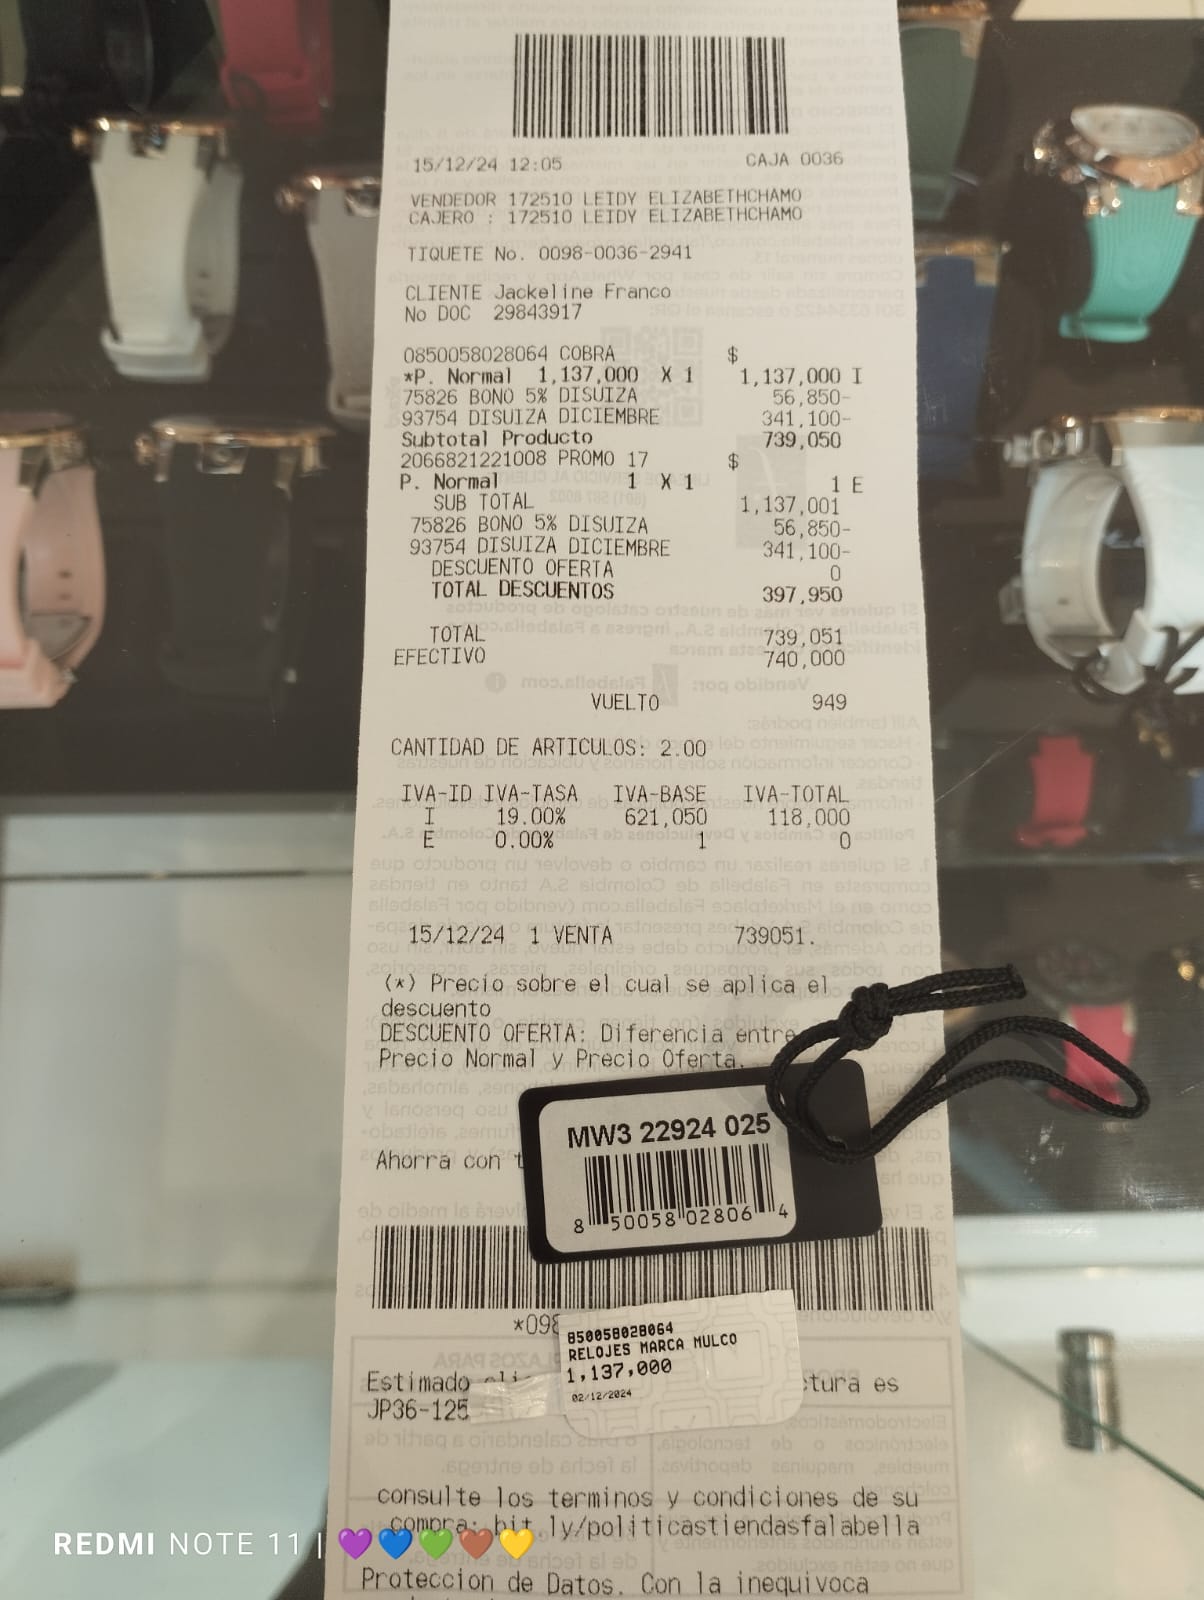 15/12/24 12:05 CAJA 0036
VENDEDOR 172510 LEIDY ELIZABETHCHAMO
CAJERO : 172510 LEIDY ELIZABETHCHAMO
TIQUETE No. 0098-0036-2941
CLIENTE Jackeline Franco
No DOC 29843917
0850058028064 COBRA $
*P. Normal 1,137,000 X 1 1,137,000 I
75826 BONO 5% DISUIZA 56,850-
93754 DISUIZA DICIEMBRE 341,100-
Subtotal Producto 739,050
2066821221008 PROMO 17 $
P. Normal 1 X 1 1 E
SUB TOTAL 1,137,001
75826 BONO 5% DISUIZA 56,850-
93754 DISUIZA DICIEMBRE 341,100-
DESCUENTO OFERTA 0
TOTAL DESCUENTOS 397,950
TOTAL 739,051
EFECTIVO 740,000
VUELTO 949
CANTIDAD DE ARTICULOS: 2.00
IVA-ID IVA-TASA IVA-BASE IVA-TOTAL
I 19.00% 621,050 118,000
E 0.00% 1 0
15/12/24 1 VENTA 739051.
(*) Precio sobre el cual se aplica el
descuento
DESCUENTO OFERTA: Diferencia entre
Precio Normal y Precio Oferta.
MW3 22924 025
8 50058 02806 4
Ahorra con
*098
850058028064
RELOJES MARCA MULCO
1,137,000
02/12/2024
Estimado es
JP36-125
consulte los terminos y condiciones de su
compra: bit ly/politicastiendasfalabella
Proteccion de Datos. Con la inequivoca
REDMI NOTE 11 |